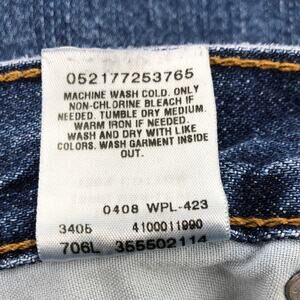 052177253765
MACHINE WASH COLD. ONLY
NON-CHLORINE BLEACH IF
NEEDED. TUMBLE DRY MEDIUM.
WARM IRON IF NEEDED.
WASH AND DRY WITH LIKE
COLORS. WASH GARMENT INSIDE
OUT.
0408 WPL-423
3405 4100011990
706L 355502114